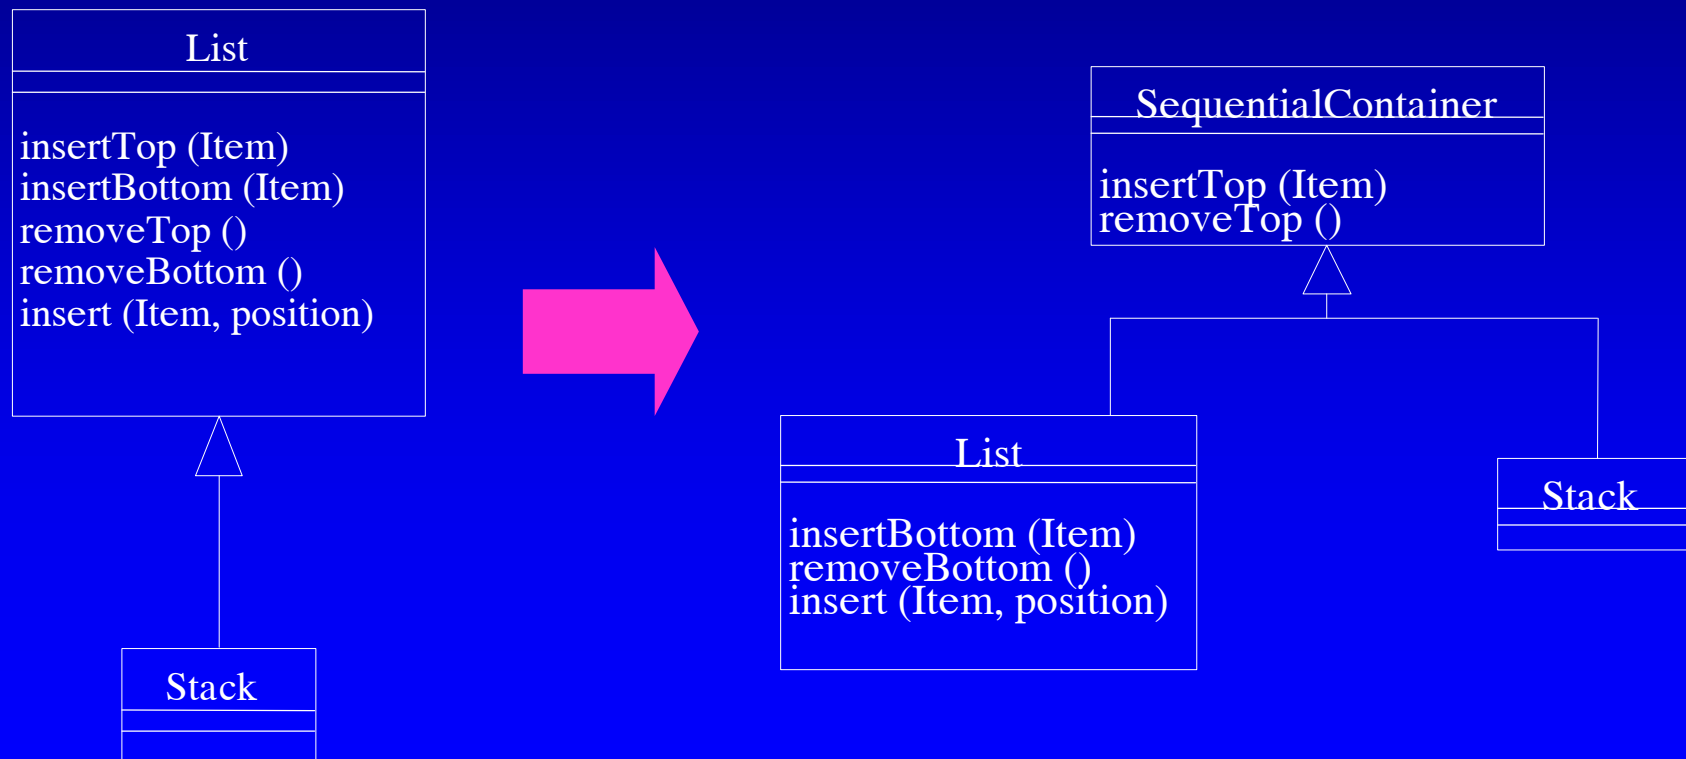 List
insertTop (Item)
insertBottom (Item)
removeTop ()
removeBottom ()
insert (Item, position)
Stack
SequentialContainer
insertTop (Item)
removeTop ()
List
insertBottom (Item)
removeBottom ()
insert (Item, position)
Stack